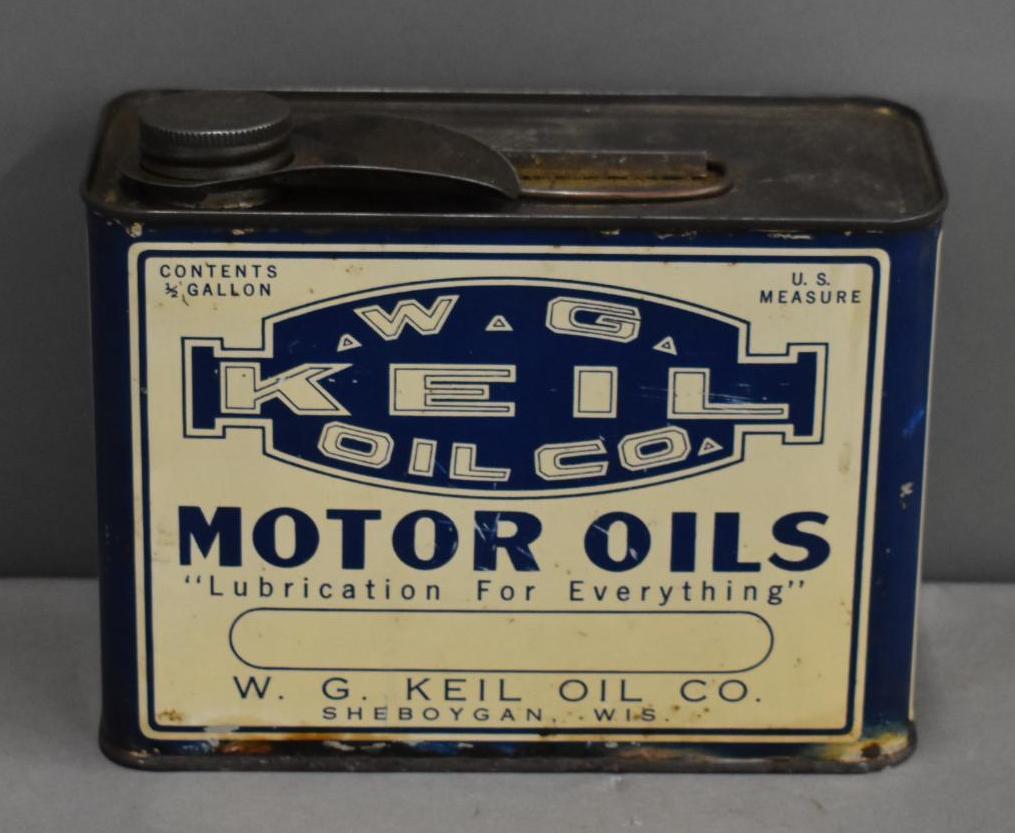 CONTENTS
½ GALLON
U. S.
MEASURE
W. G.
KEIL
OIL CO.
MOTOR OILS
"Lubrication For Everything"
W. G. KEIL OIL CO.
SHEBOYGAN, WIS.